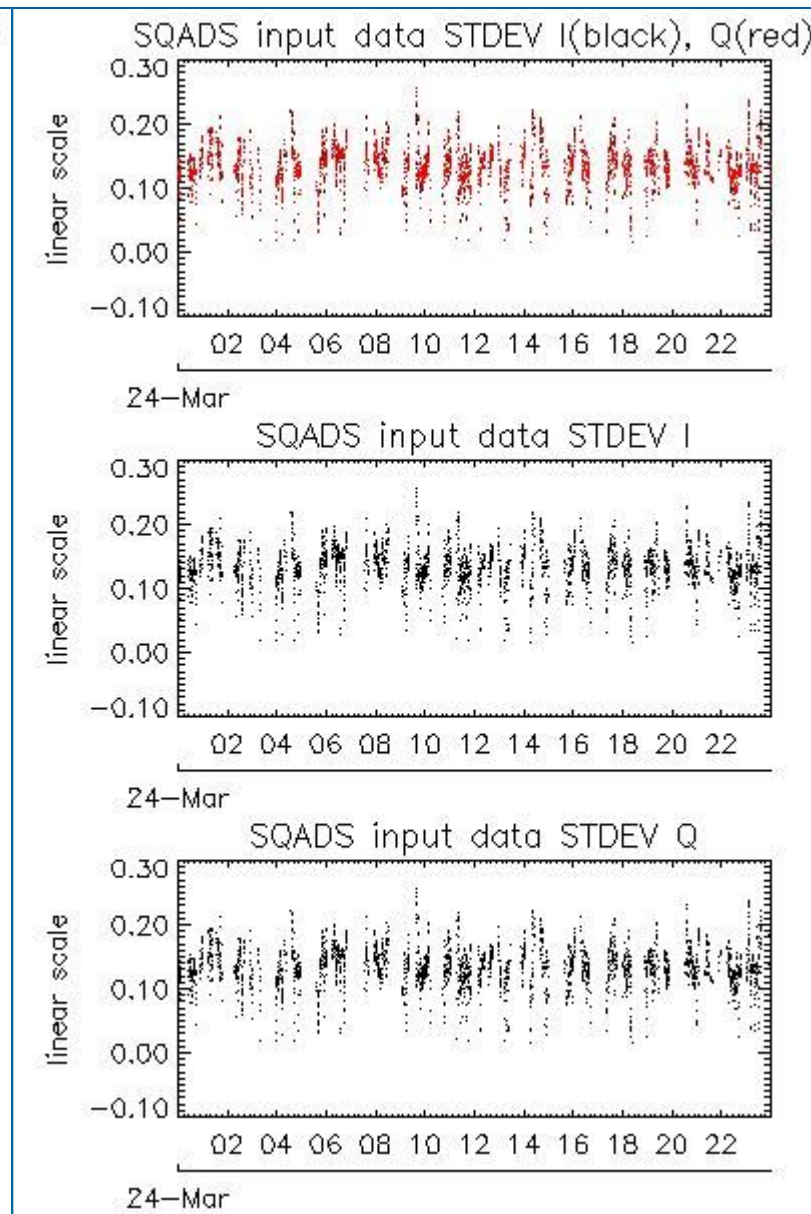 SQADS input data STDEV I(black), Q(red)
0.30
0.20
0.10
0.00
-0.10
linear scale
02 04 06 08 10 12 14 16 18 20 22
24-Mar
SQADS input data STDEV I
0.30
0.20
0.10
0.00
-0.10
linear scale
02 04 06 08 10 12 14 16 18 20 22
24-Mar
SQADS input data STDEV Q
0.30
0.20
0.10
0.00
-0.10
linear scale
02 04 06 08 10 12 14 16 18 20 22
24-Mar